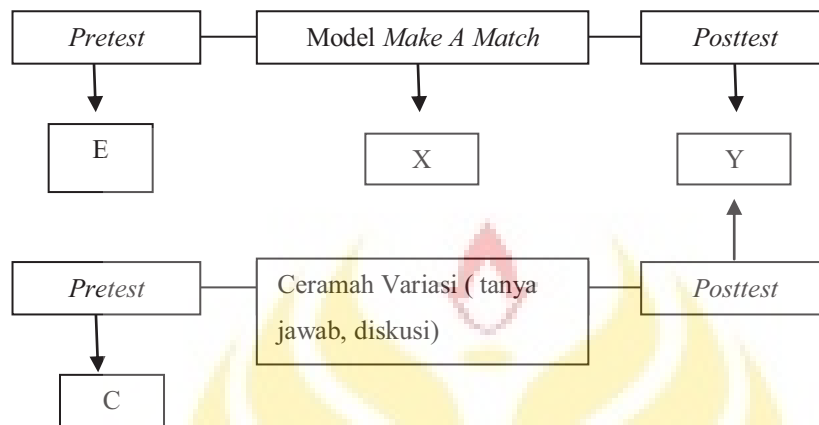 Pretest
Model Make A Match
Posttest
E
X
Y
Pretest
Ceramah Variasi ( tanya
jawab, diskusi)
Posttest
C